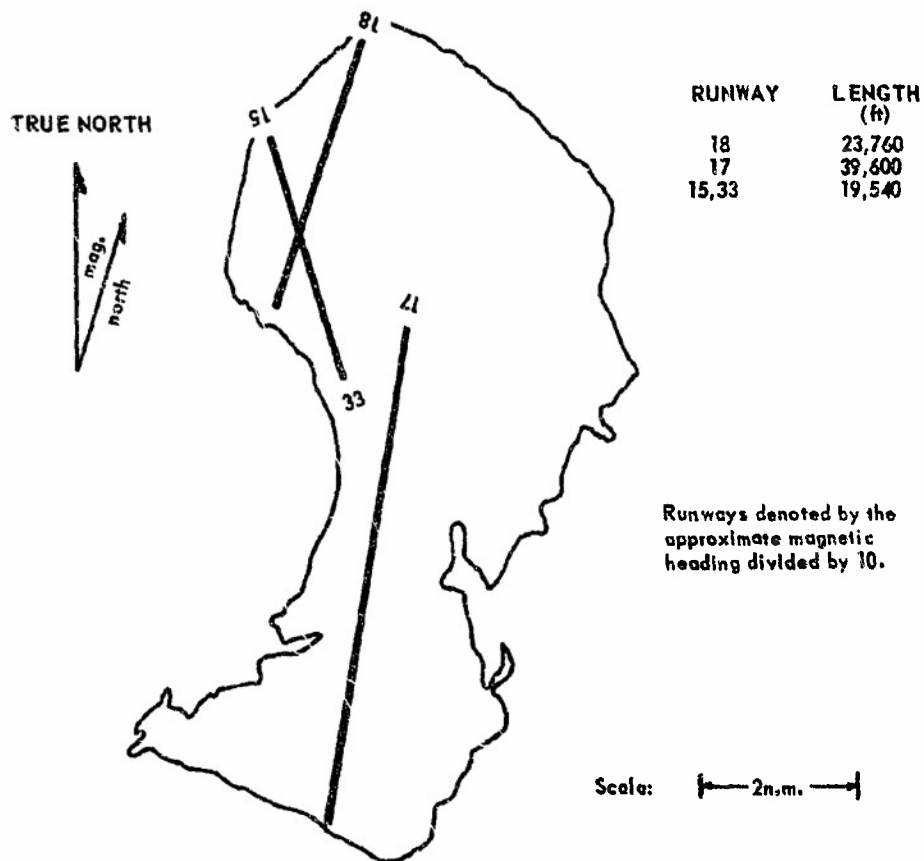 18
15
TRUE NORTH
mag.
north
RUNWAY LENGTH
(ft)
18 23,760
17 39,600
15,33 19,540
17
33
Runways denoted by the
approximate magnetic
heading divided by 10.
Scale: 2n.m.